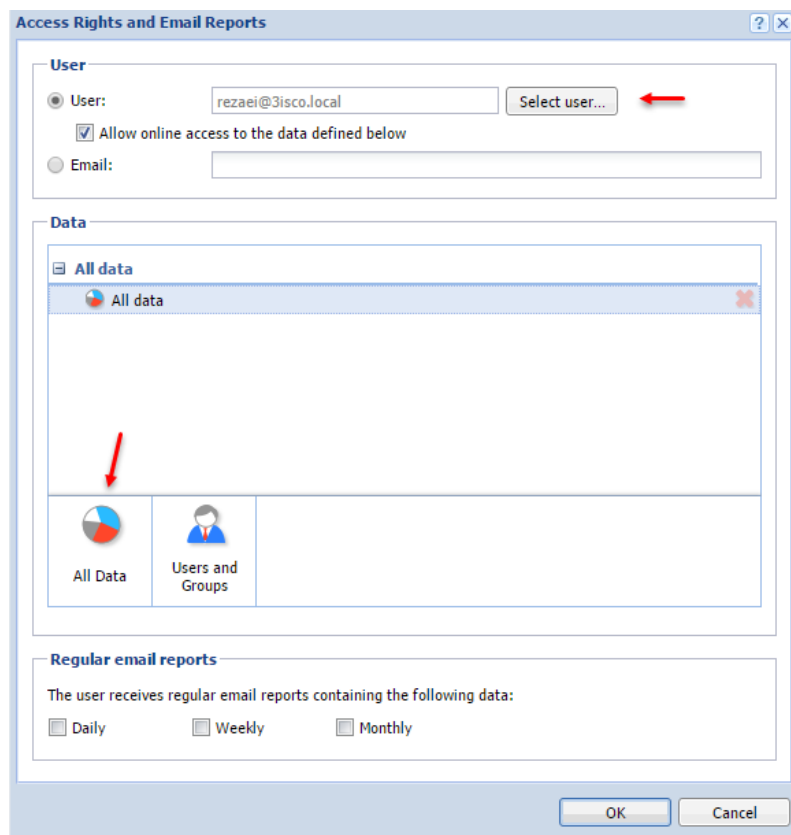 Access Rights and Email Reports
User
User: rezaei@3isco.local Select user...
Allow online access to the data defined below
Email:
Data
All data
All data
All Data
Users and
Groups
Regular email reports
The user receives regular email reports containing the following data:
Daily Weekly Monthly
OK Cancel